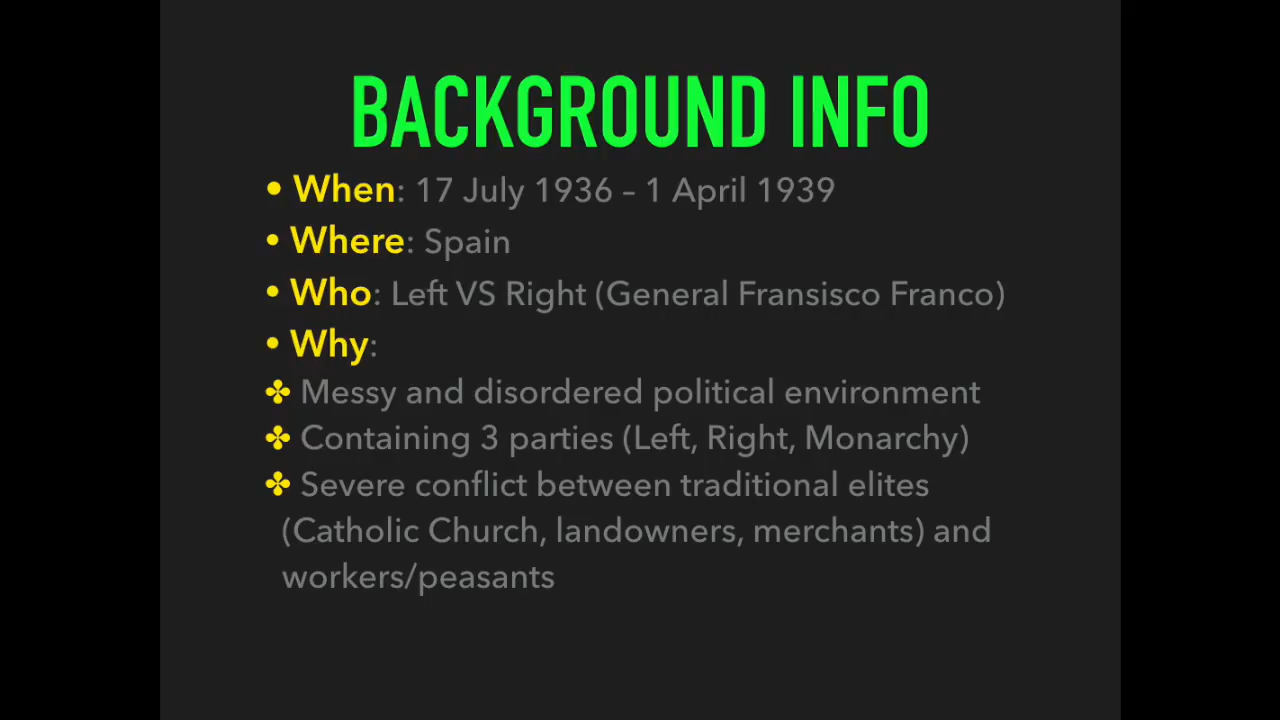 BACKGROUND INFO
• When: 17 July 1936 – 1 April 1939
• Where: Spain
• Who: Left VS Right (General Fransisco Franco)
• Why:
✤ Messy and disordered political environment
✤ Containing 3 parties (Left, Right, Monarchy)
✤ Severe conflict between traditional elites
(Catholic Church, landowners, merchants) and
workers/peasants